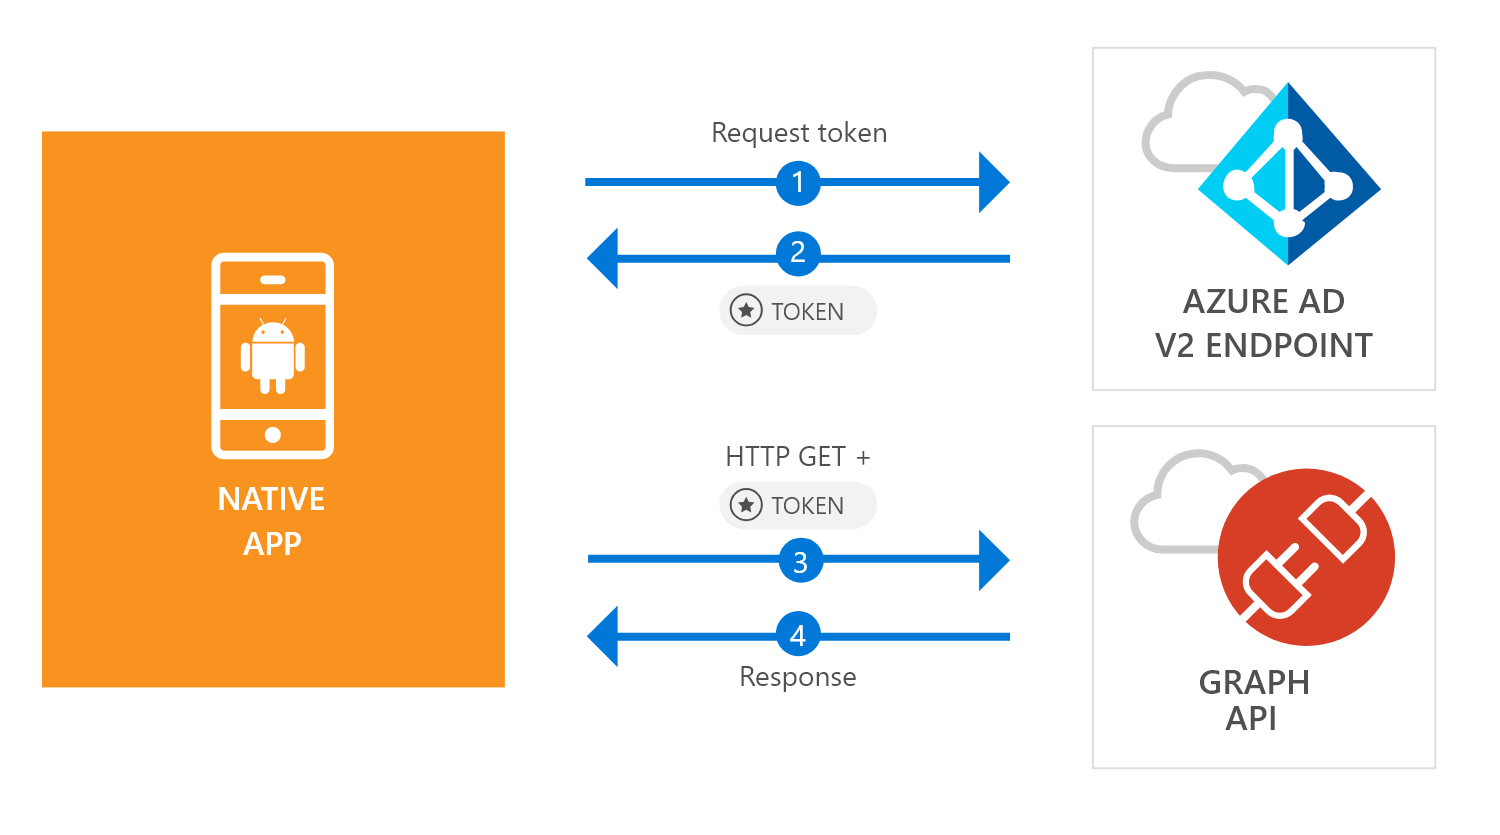 Request token
1
2
TOKEN
AZURE AD
V2 ENDPOINT
NATIVE
APP
HTTP GET +
TOKEN
3
4
Response
GRAPH
API